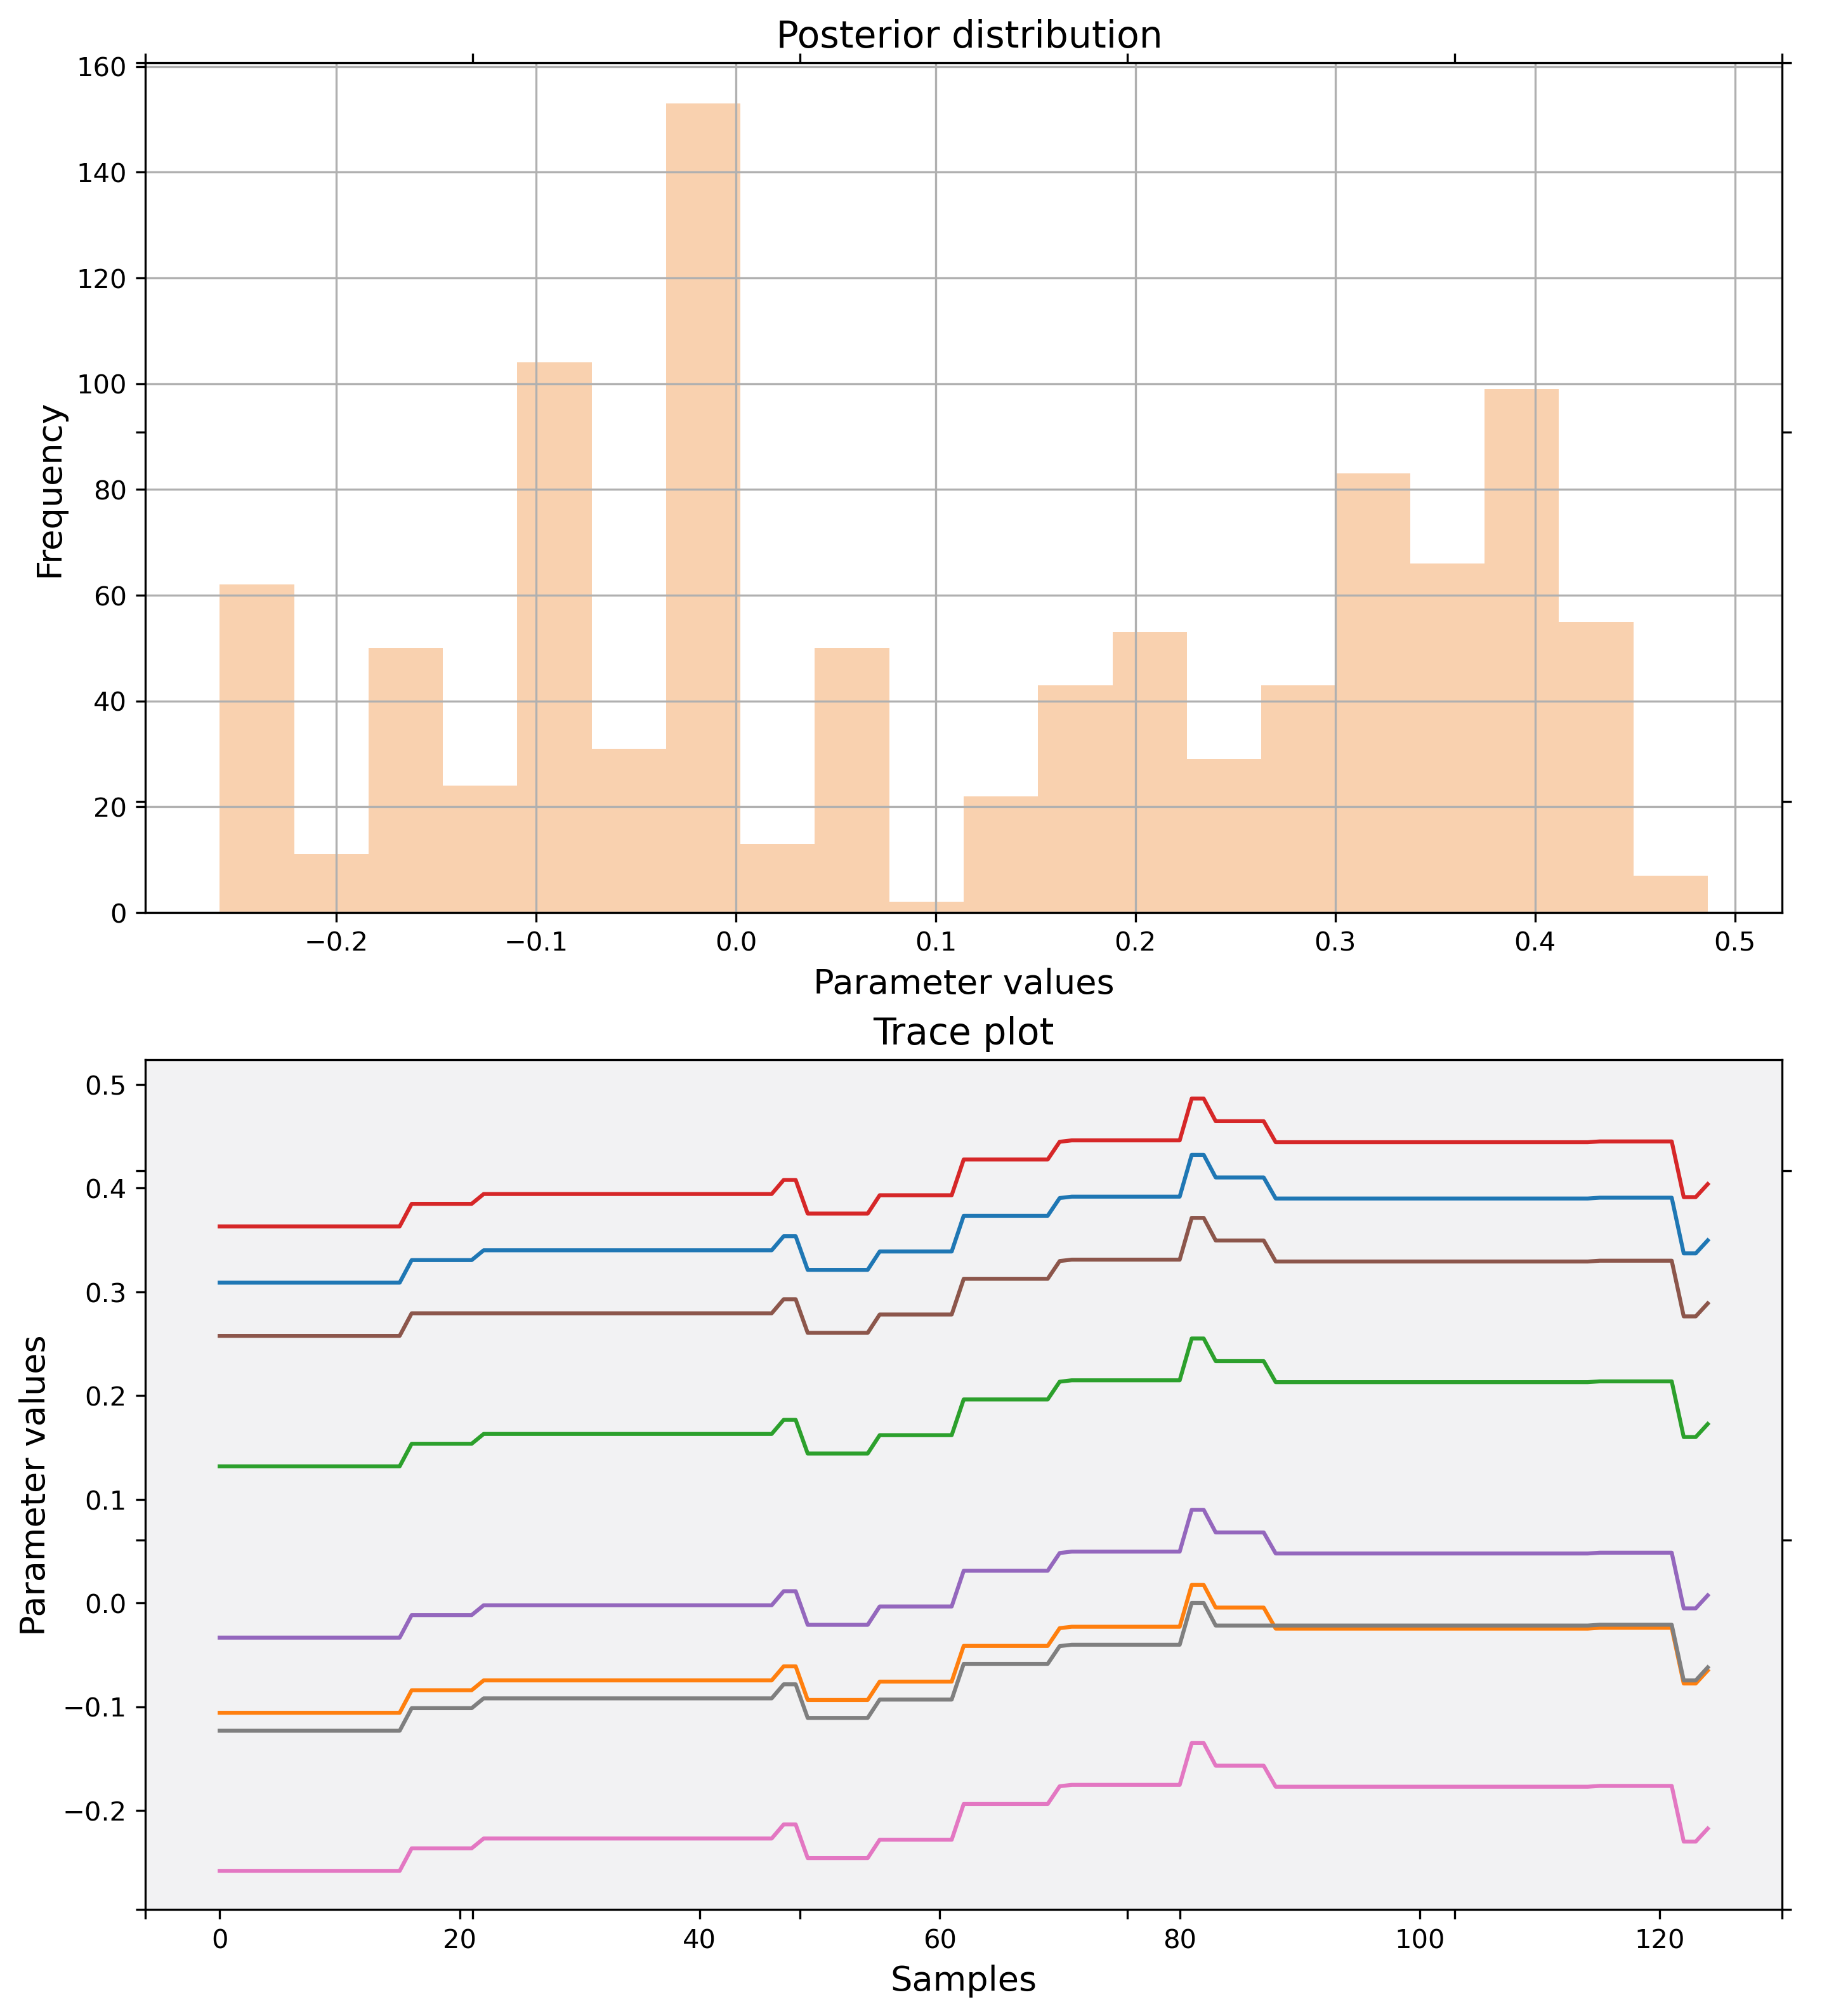 Posterior distribution
160
140
120
100
80
60
40
20
0
Frequency
−0.2 −0.1 0.0 0.1 0.2 0.3 0.4 0.5
Parameter values
Trace plot
0.5
0.4
0.3
0.2
0.1
0.0
−0.1
−0.2
Parameter values
0 20 40 60 80 100 120
Samples